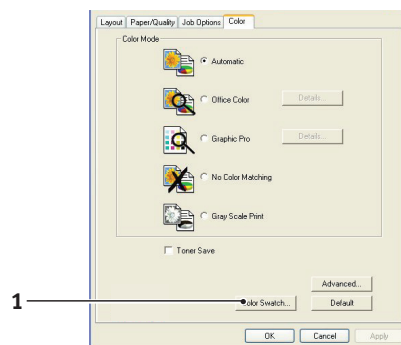 Layout Paper/Quality Job Options Color
Color Mode
Automatic
Office Color Details...
Graphic Pro Details...
No Color Matching
Gray Scale Print
Toner Save
Advanced...
1 Color Swatch... Default
OK Cancel Apply